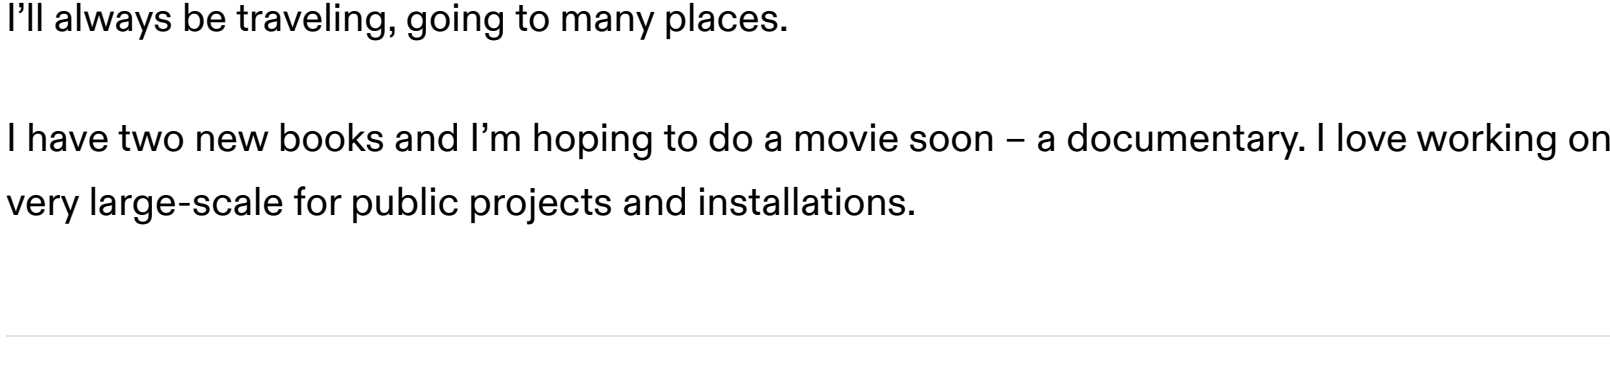 I’ll always be traveling, going to many places.
I have two new books and I’m hoping to do a movie soon – a documentary. I love working on
very large-scale for public projects and installations.